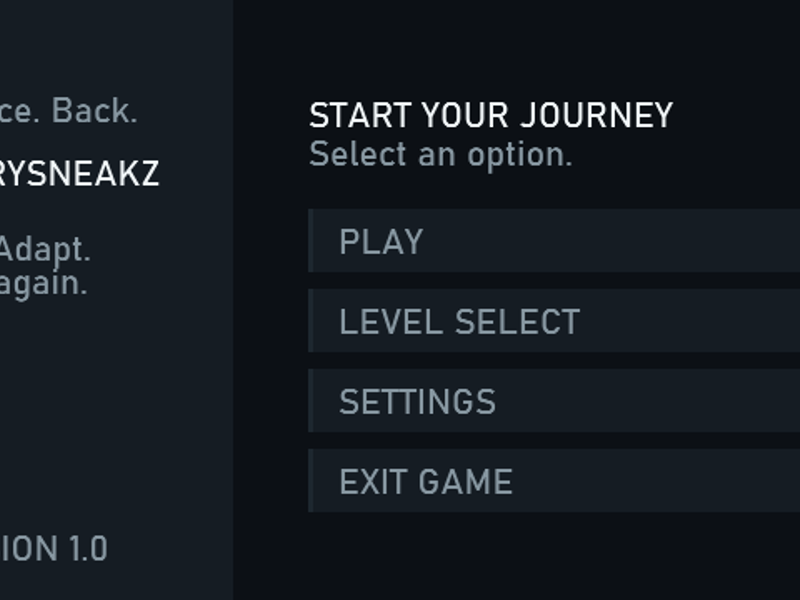 ce. Back.
RYSNEAKZ
Adapt.
again.
ION 1.0
START YOUR JOURNEY
Select an option.
PLAY
LEVEL SELECT
SETTINGS
EXIT GAME